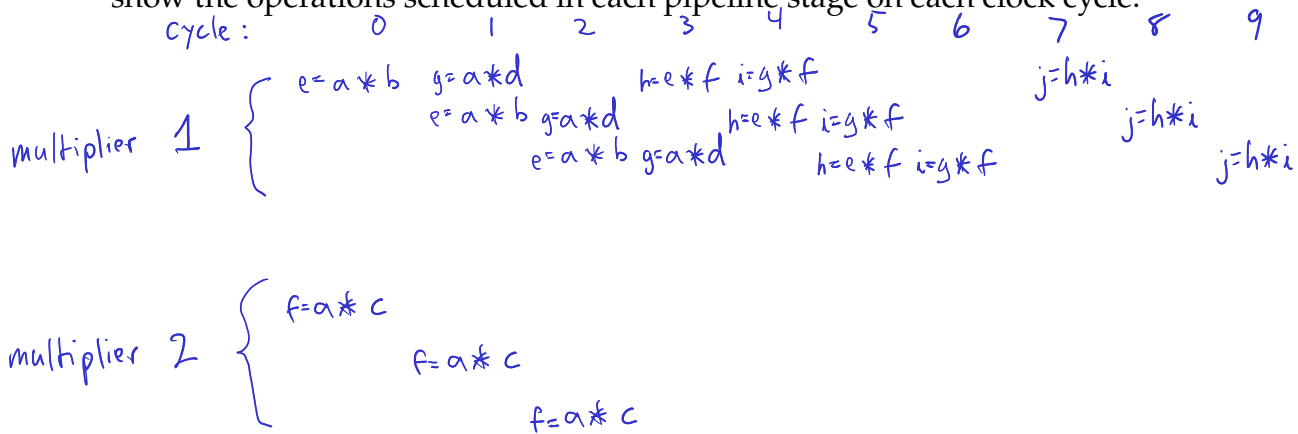 show the operations scheduled in each pipeline stage on each clock cycle.
cycle: 0 1 2 3 4 5 6 7 8 9
e=a*b g=a*d h=e*f i=g*f j=h*i
e=a*b g=a*d h=e*f i=g*f j=h*i
multiplier 1
e=a*b g=a*d h=e*f i=g*f j=h*i
f=a*c
multiplier 2
f=a*c
f=a*c